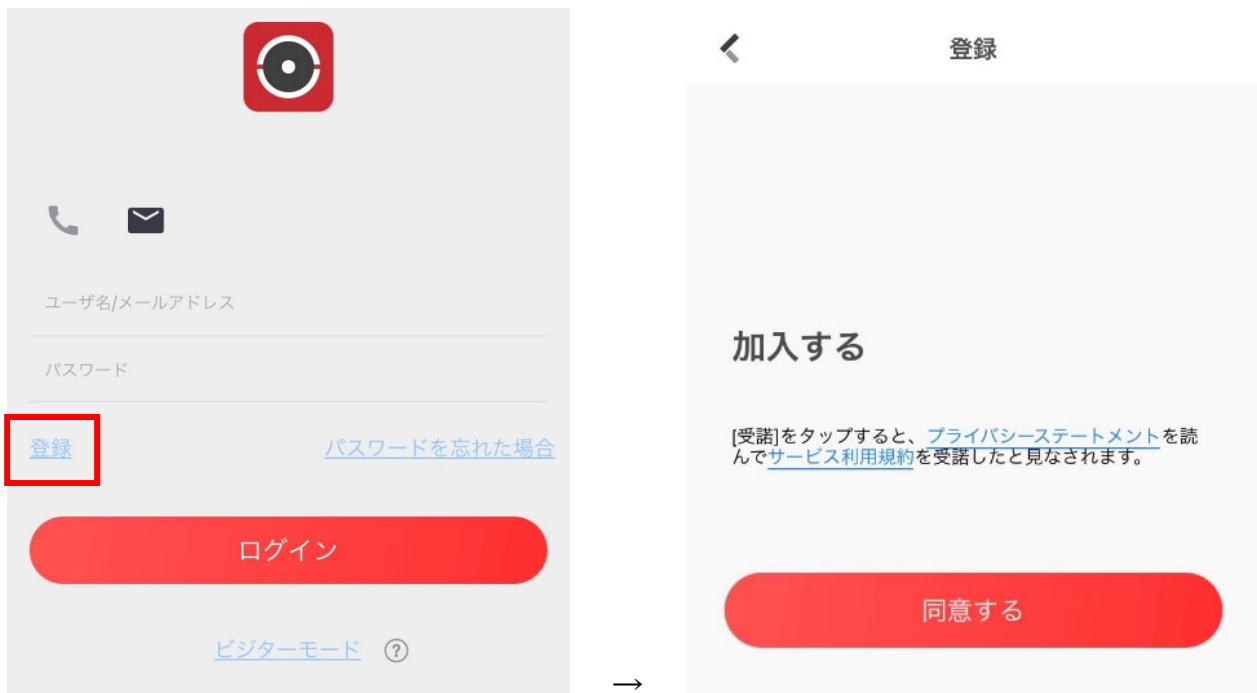 ユーザ名/メールアドレス
パスワード
登録
パスワードを忘れた場合
ログイン
ビジターモード ?
→
登録
加入する
[受諾]をタップすると、プライバシーステートメントを読
んでサービス利用規約を受諾したと見なされます。
同意する